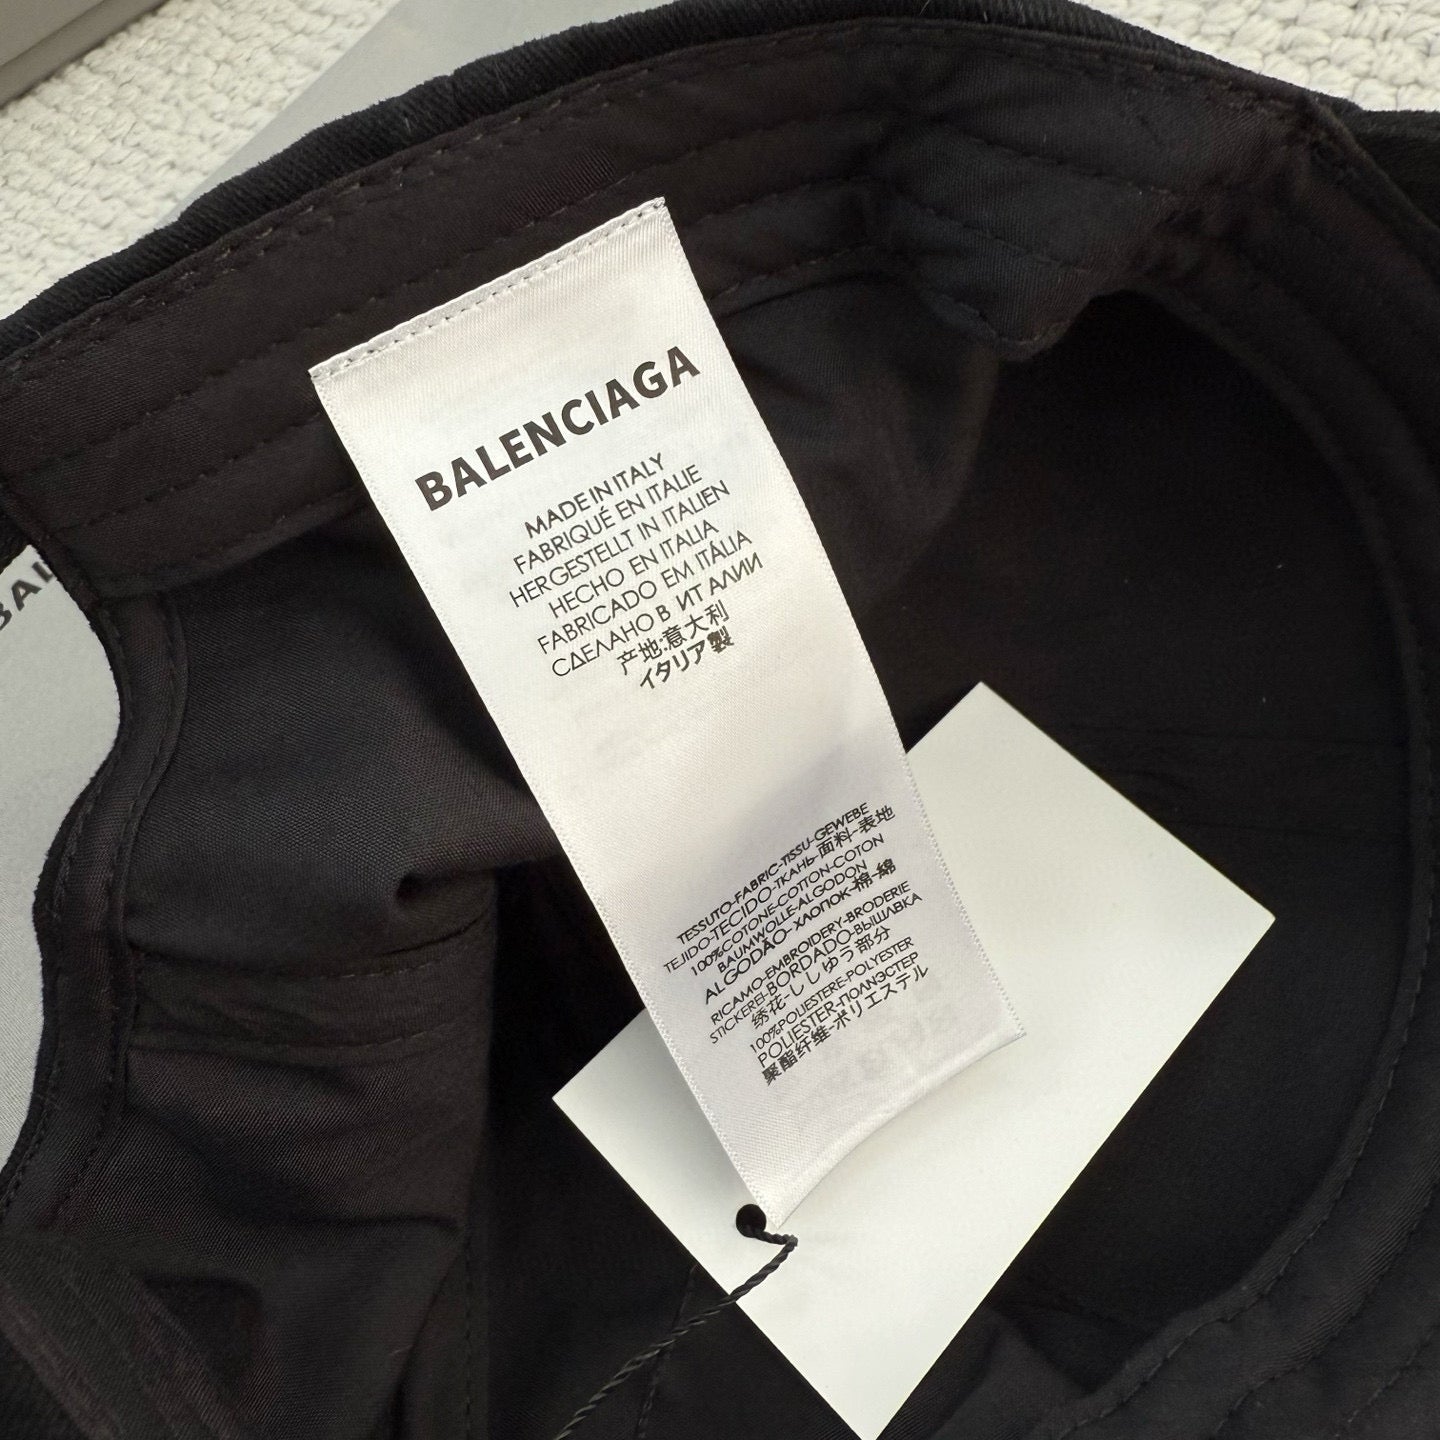 BALENCIAGA
MADE IN ITALY
FABRIQUÉ EN ITALIE
HERGESTELLT IN ITALIEN
HECHO EN ITALIA
FABRICADO EM ITÁLIA
СДЕЛАНО В ИТ АЛИИ
产地:意大利
イタリア製
TESSUTO-FABRIC-TISSU-GEWEBE
TEJIDO-TECIDO-ТКАНЬ-面料-表地
100%COTONE-COTTON-COTON
BAUMWOLLE-ALGODON
ALGODÃO-ХЛОПОК-棉-綿
RICAMO-EMBROIDERY-BRODERIE
STICKEREI-BORDADO-ВЫШАВКА
绣花-ししゅう部分
100%POLIESTERE-POLYESTER
POLIESTER-ПОЛИЭСТЕР
聚酯纤维-ポリエステル
BAL